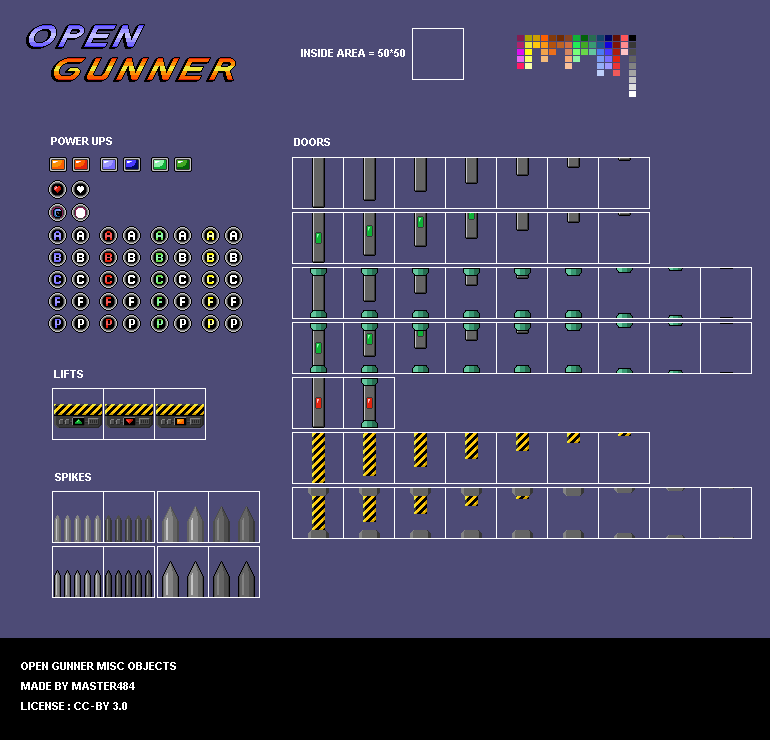 OPEN
GUNNER
INSIDE AREA = 50*50
POWER UPS
DOORS
C
A A A A A A A A
B B B B B B B B
C C C C C C C C
F F F F F F F F
P P P P P P P P
LIFTS
SPIKES
OPEN GUNNER MISC OBJECTS
MADE BY MASTER484
LICENSE : CC-BY 3.0